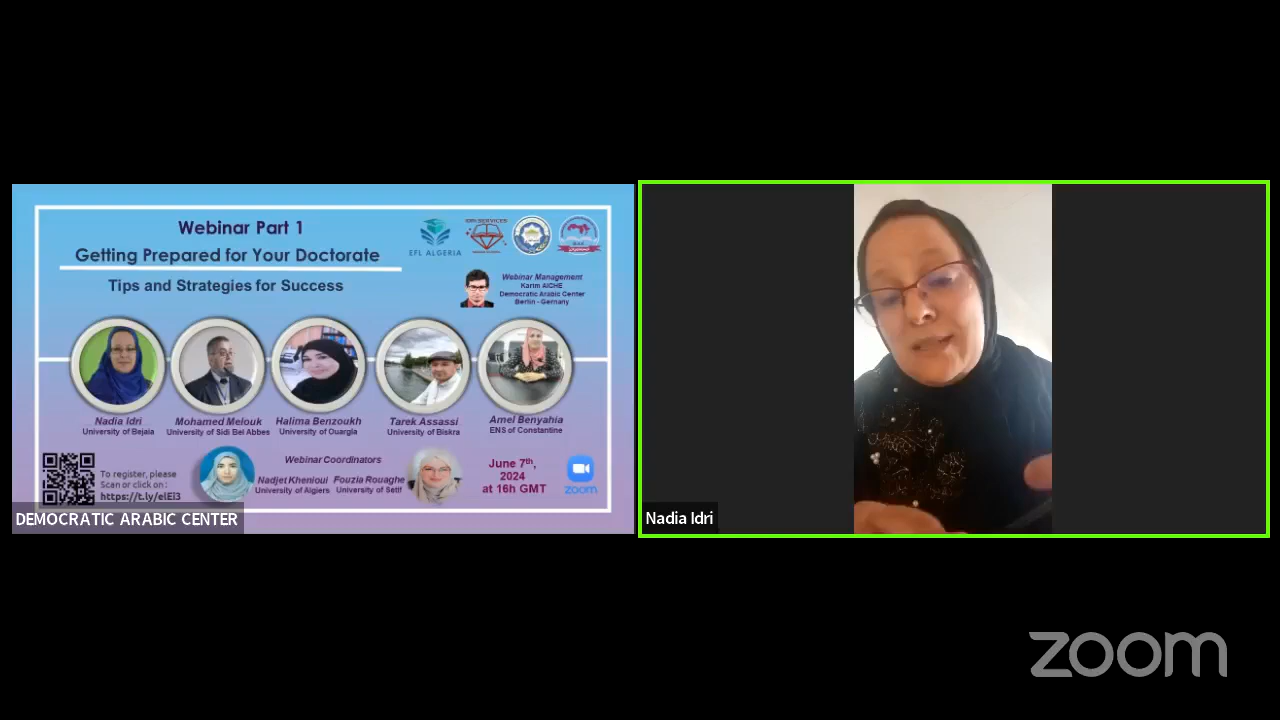 Webinar Part 1
Getting Prepared for Your Doctorate
Tips and Strategies for Success
EFL ALGERIA
Webinar Management
Karim AICHE
Democratic Arabic Center
Berlin - Germany
Nadia Idri
University of Bejaia
Mohamed Melouk
University of Sidi Bel Abbes
Halima Benzoukh
University of Ouargla
Tarek Assassi
University of Biskra
Amel Benyahia
ENS of Constantine
To register, please
Scan or click on:
https://t.ly/elEi3
Webinar Coordinators
Nadjet Khenioui
University of Algiers
Fouzia Rouaghe
University of Setif
June 7th,
2024
at 16h GMT
zoom
DEMOCRATIC ARABIC CENTER
Nadia Idri
zoom